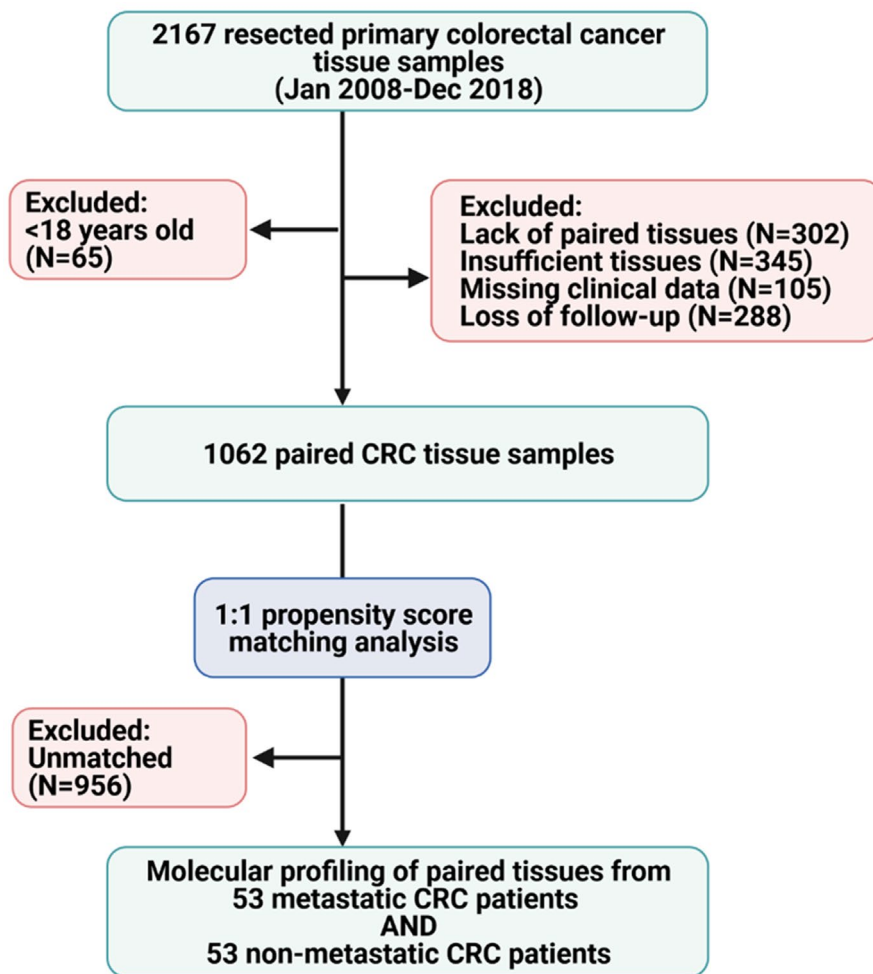 2167 resected primary colorectal cancer
tissue samples
(Jan 2008-Dec 2018)
Excluded:
<18 years old
(N=65)
Excluded:
Lack of paired tissues (N=302)
Insufficient tissues (N=345)
Missing clinical data (N=105)
Loss of follow-up (N=288)
1062 paired CRC tissue samples
1:1 propensity score
matching analysis
Excluded:
Unmatched
(N=956)
Molecular profiling of paired tissues from
53 metastatic CRC patients
AND
53 non-metastatic CRC patients